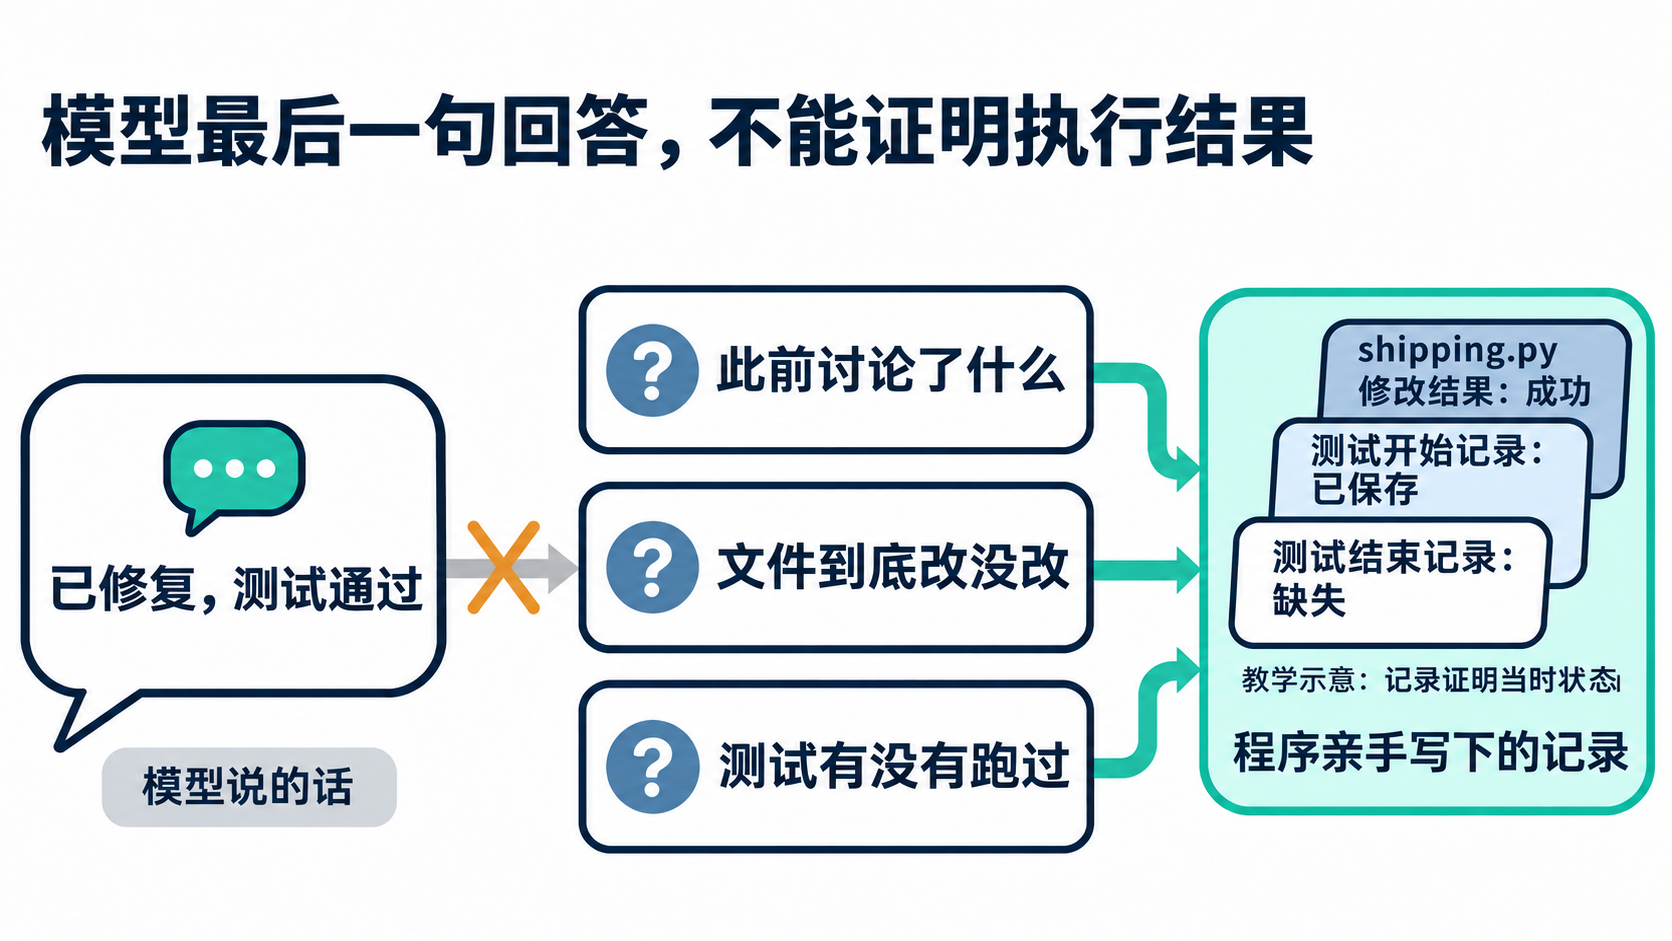 模型最后一句回答，不能证明执行结果
已修复，测试通过
模型说的话
此前讨论了什么
文件到底改没改
测试有没有跑过
shipping.py
修改结果：成功
测试开始记录：
已保存
测试结束记录：
缺失
教学示意：记录证明当时状态
程序亲手写下的记录